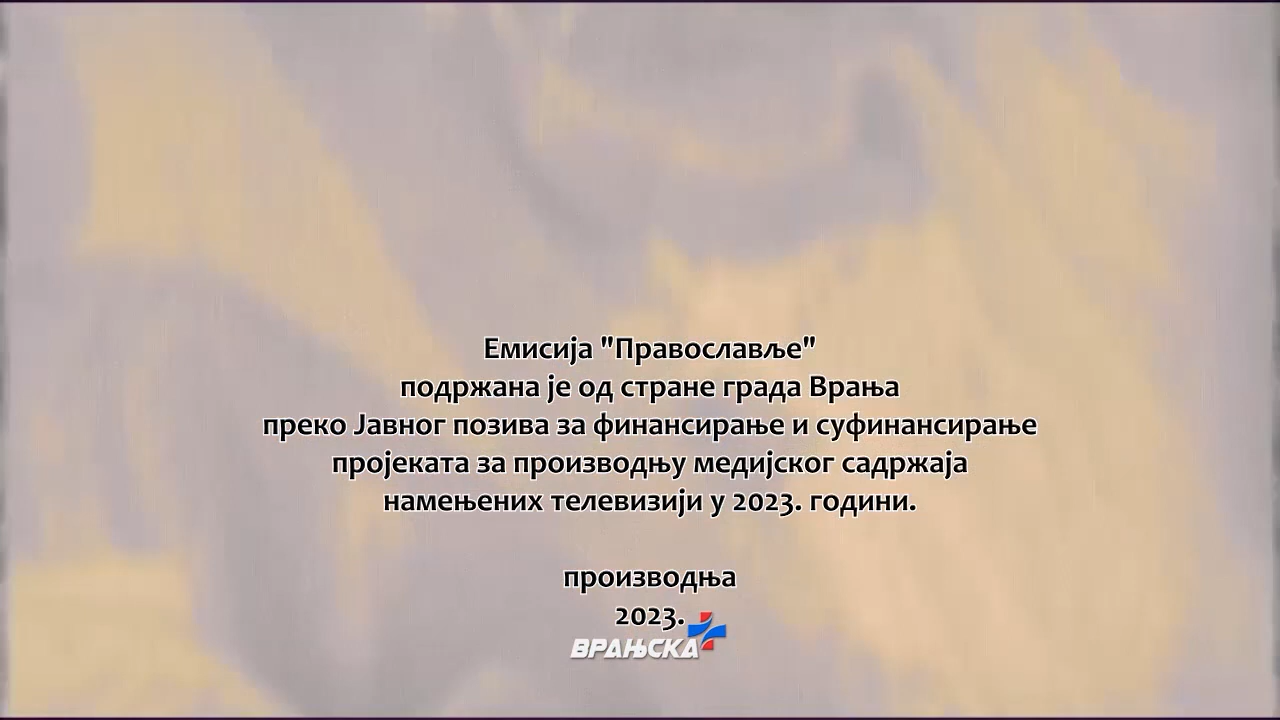 Емисија "Православље"
подржана је од стране града Врања
преко Јавног позива за финансирање и суфинансирање
пројеката за производњу медијског садржаја
намењених телевизији у 2023. години.
производња
2023.
ВРАЊСКА